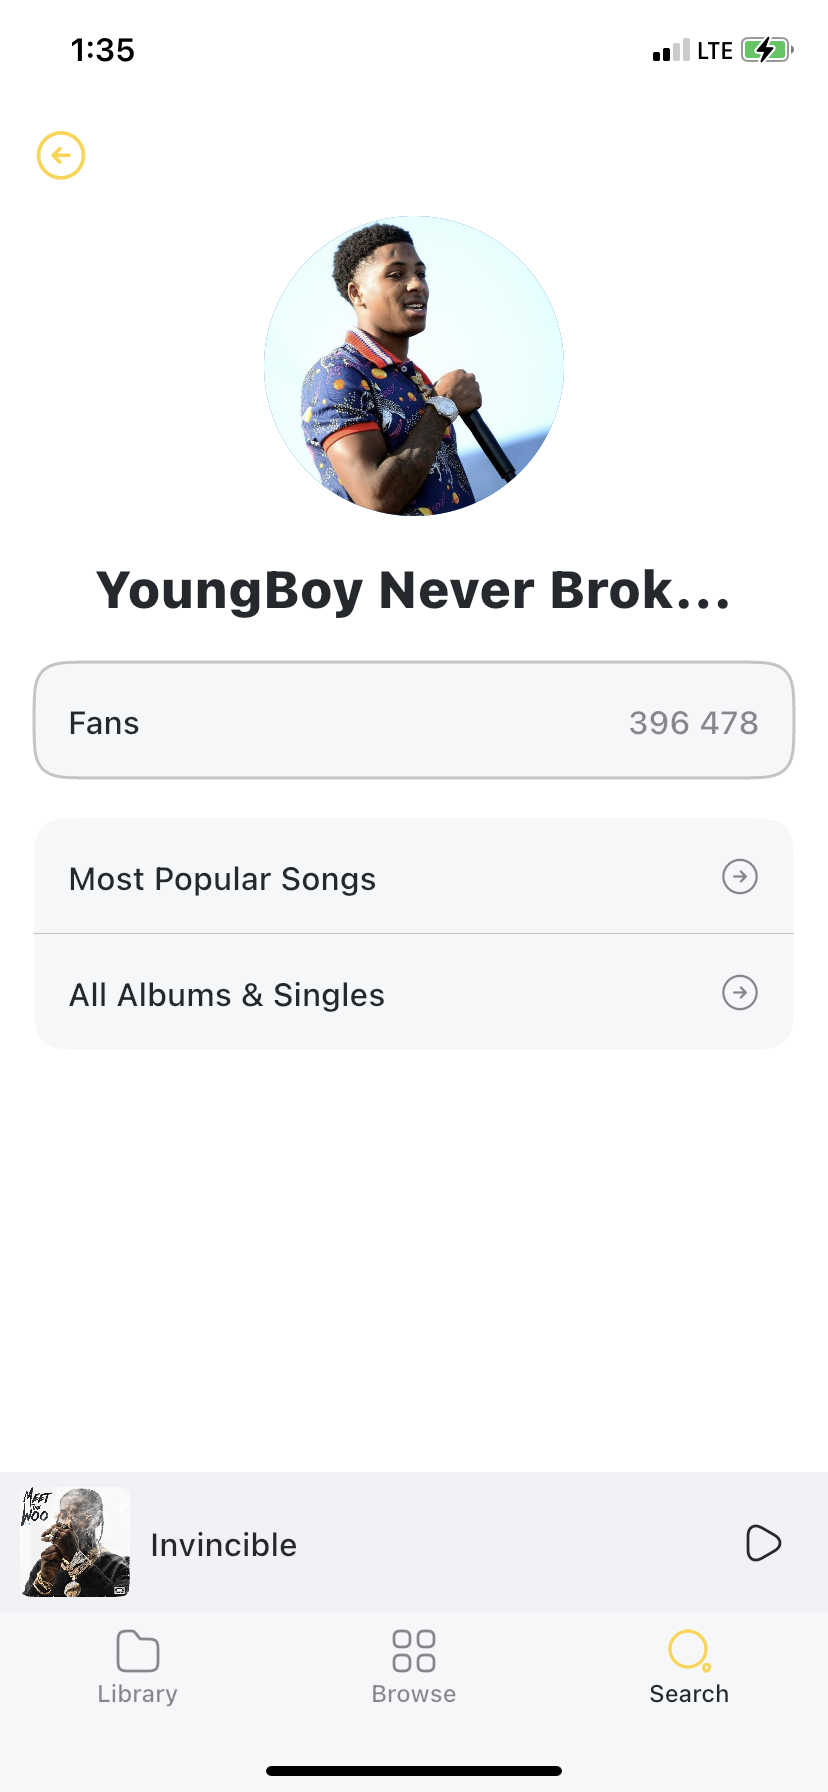 1:35
LTE
YoungBoy Never Brok...
Fans 396 478
Most Popular Songs
All Albums & Singles
MEET
THE
WOO
Invincible
Library Browse Search